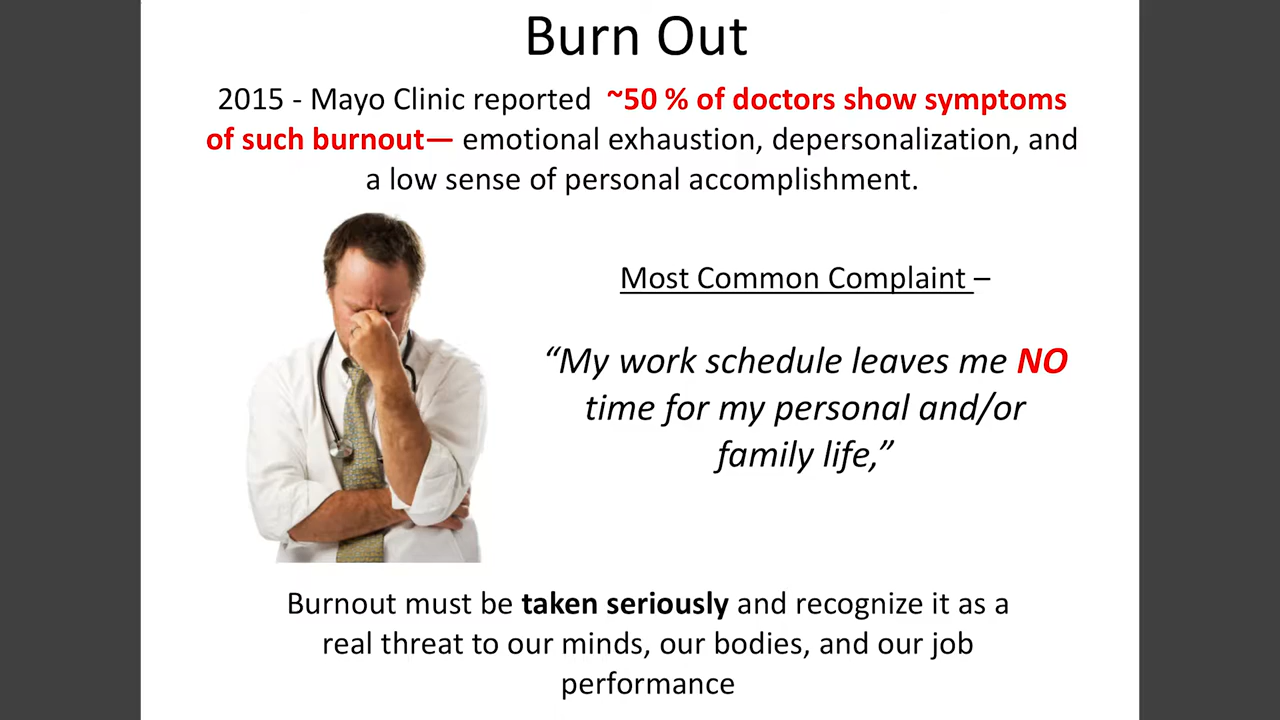 Burn Out
2015 - Mayo Clinic reported ~50 % of doctors show symptoms
of such burnout— emotional exhaustion, depersonalization, and
a low sense of personal accomplishment.
Most Common Complaint –
“My work schedule leaves me NO
time for my personal and/or
family life,”
Burnout must be taken seriously and recognize it as a
real threat to our minds, our bodies, and our job
performance